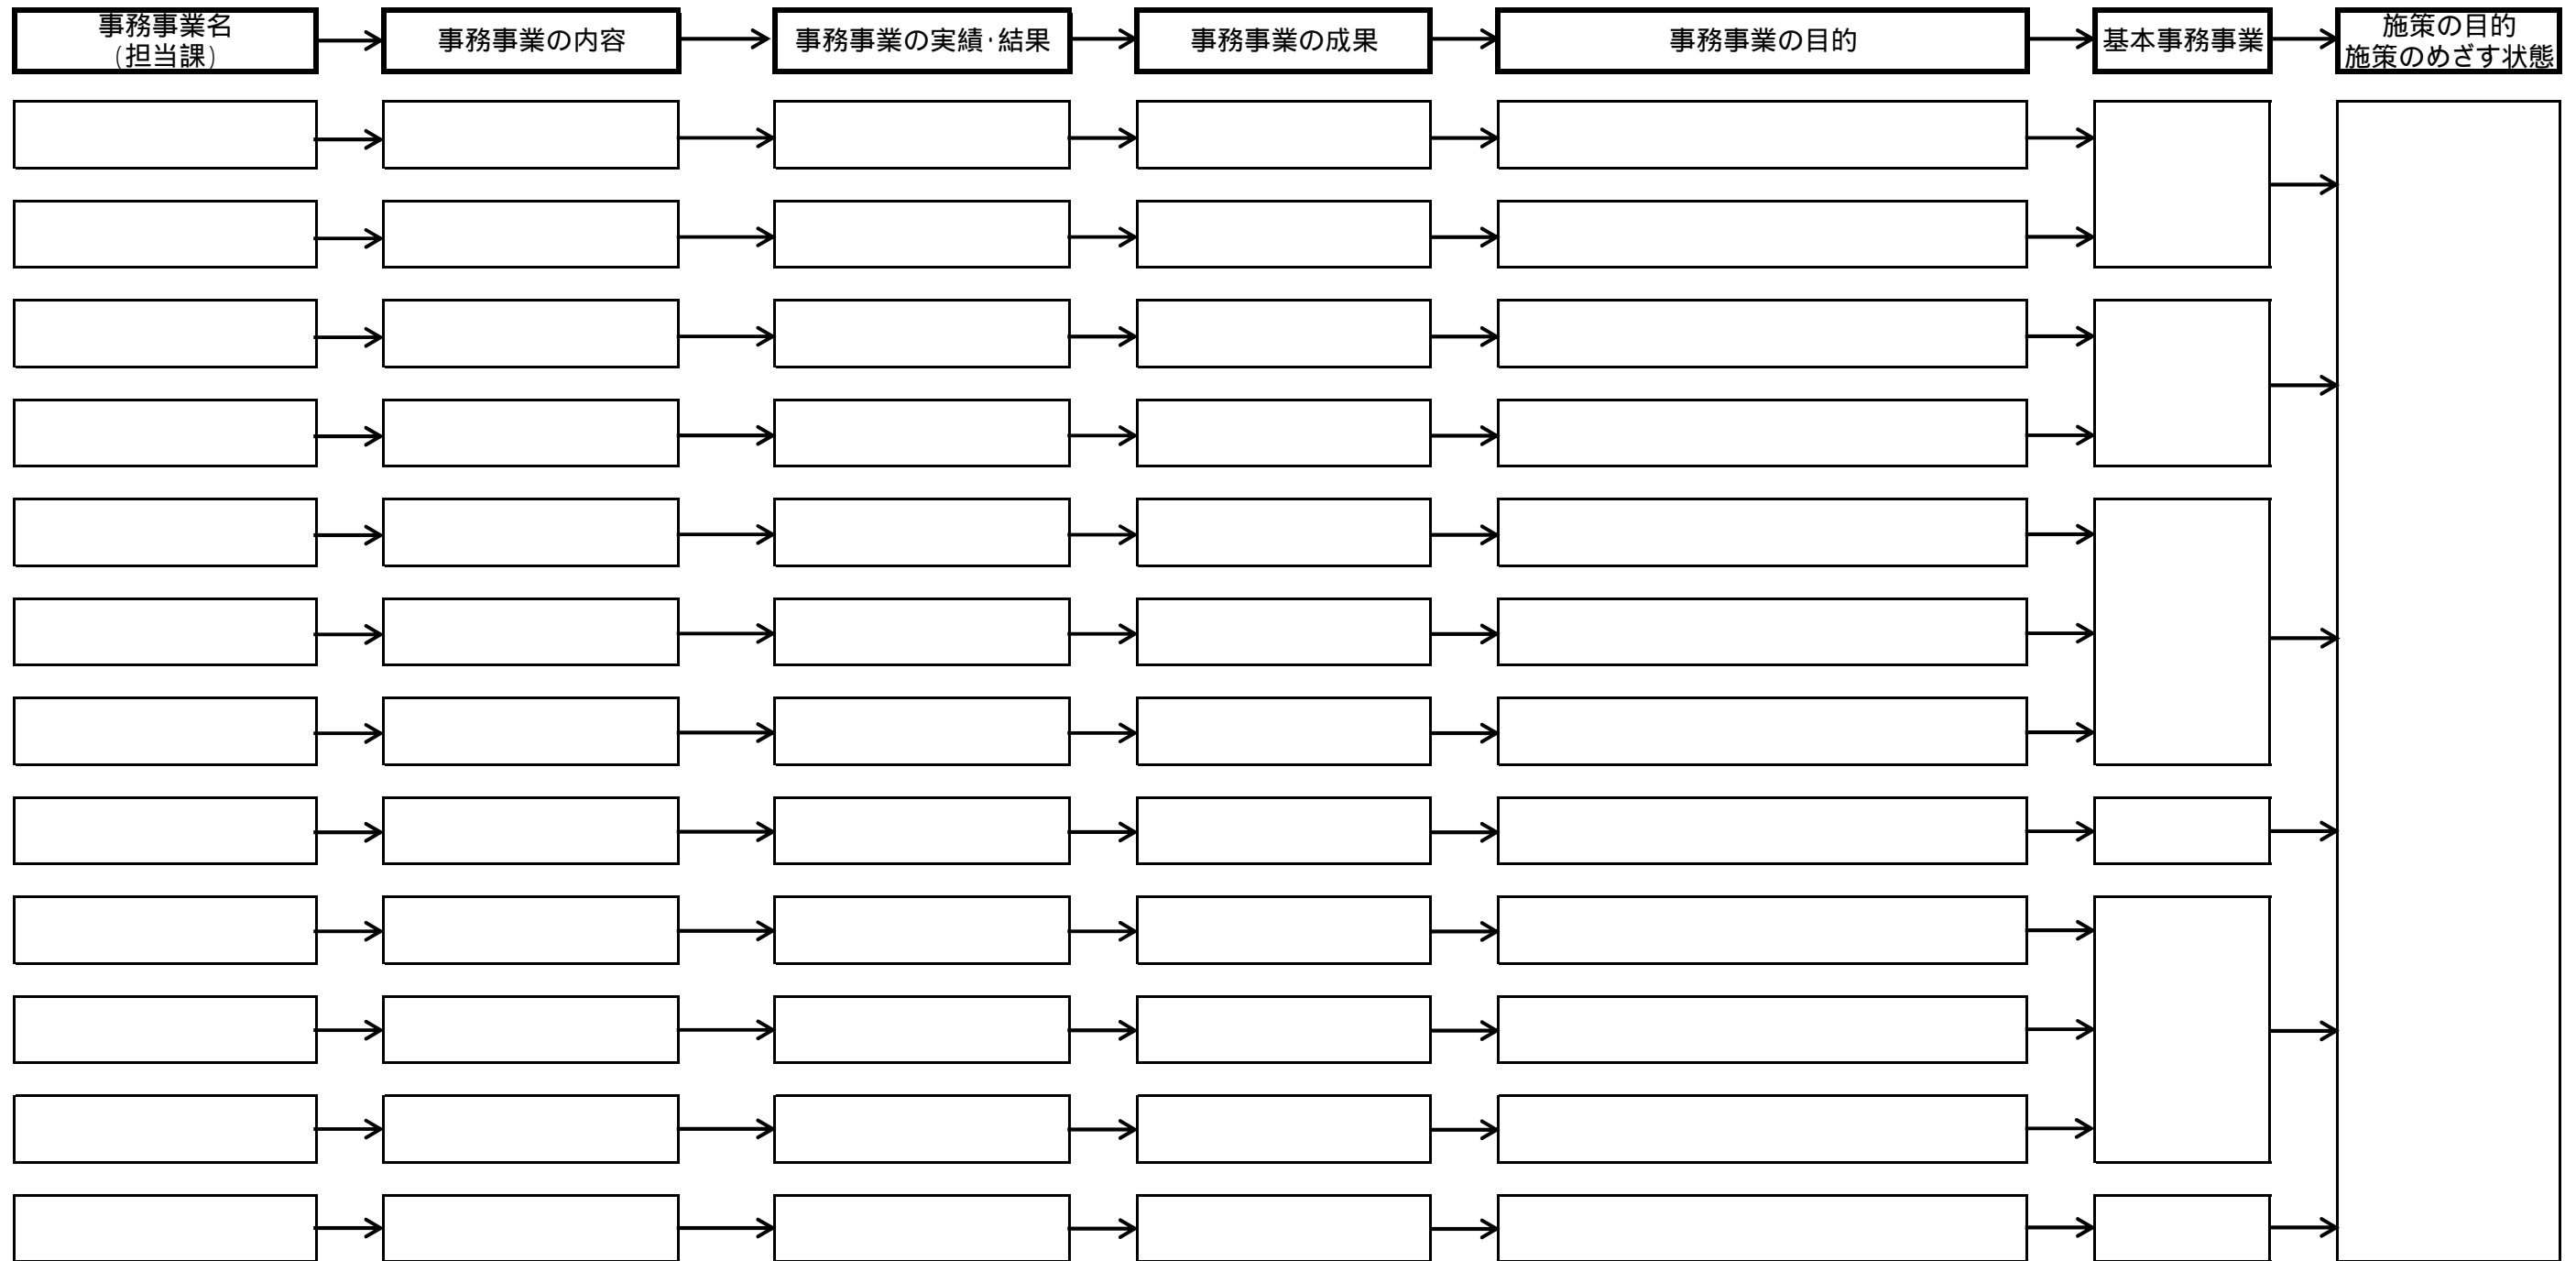 事務事業名
(担当課)
事務事業の内容
事務事業の実績・結果
事務事業の成果
事務事業の目的
基本事務事業
施策の目的
施策のめざす状態